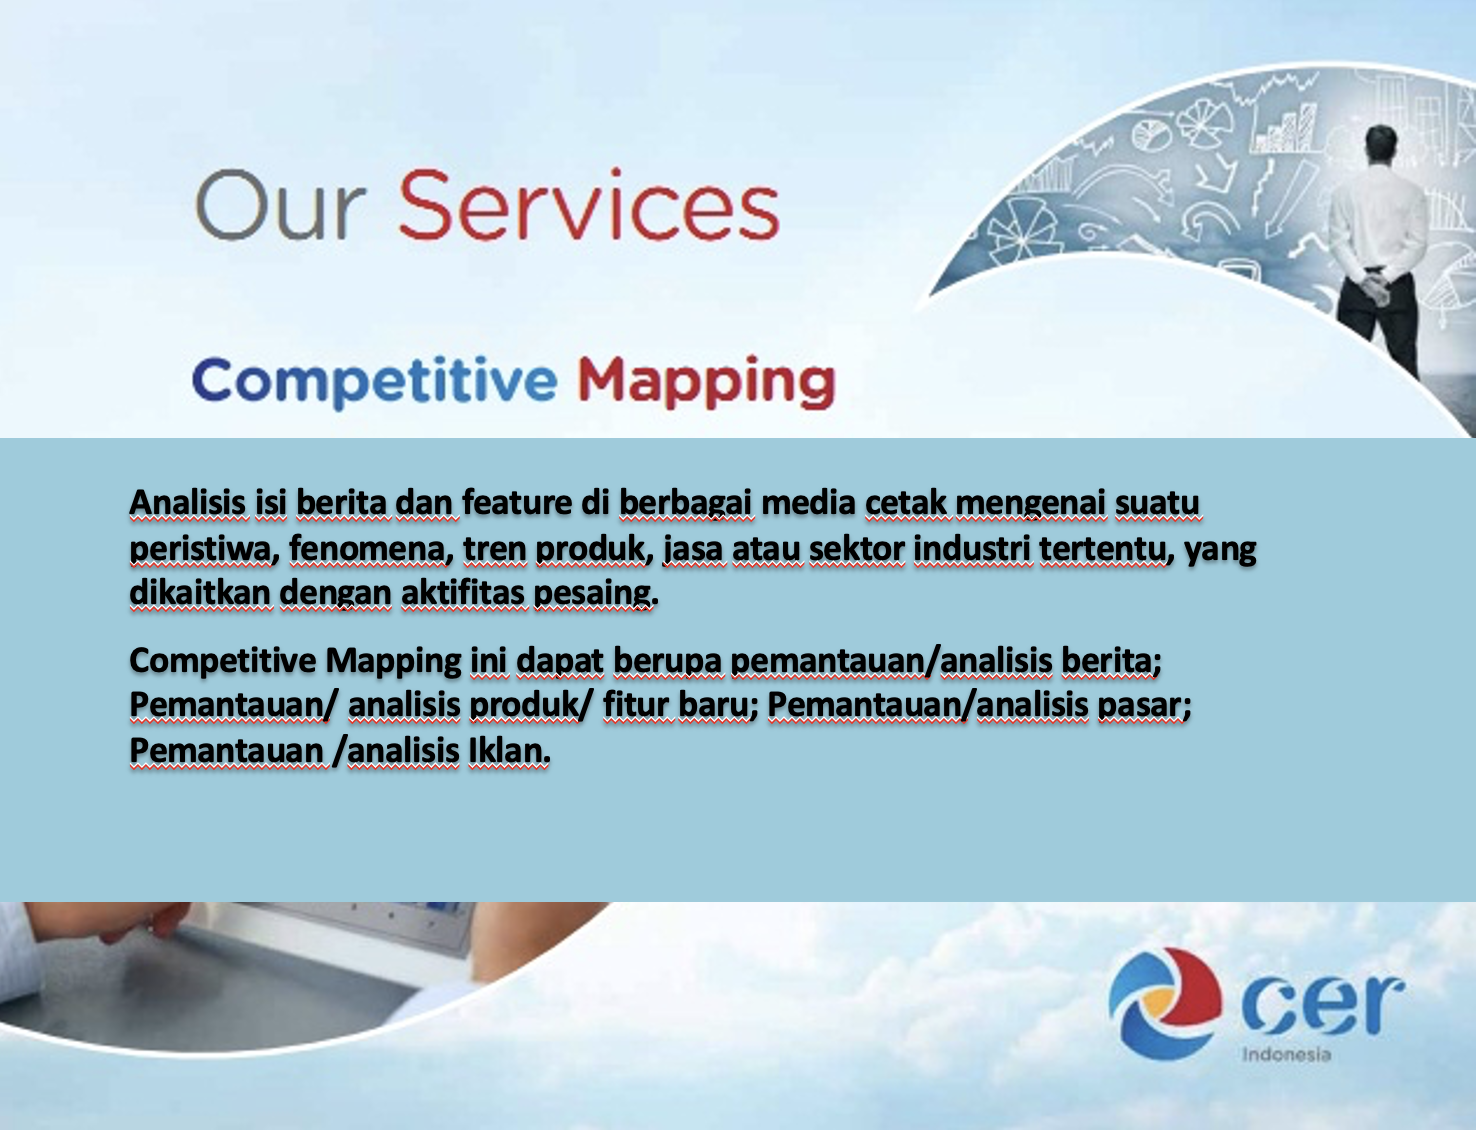 Our Services
Competitive Mapping
Analisis isi berita dan feature di berbagai media cetak mengenai suatu
peristiwa, fenomena, tren produk, jasa atau sektor industri tertentu, yang
dikaitkan dengan aktifitas pesaing.
Competitive Mapping ini dapat berupa pemantauan/analisis berita;
Pemantauan/ analisis produk/ fitur baru; Pemantauan/analisis pasar;
Pemantauan /analisis Iklan.
cer
Indonesia